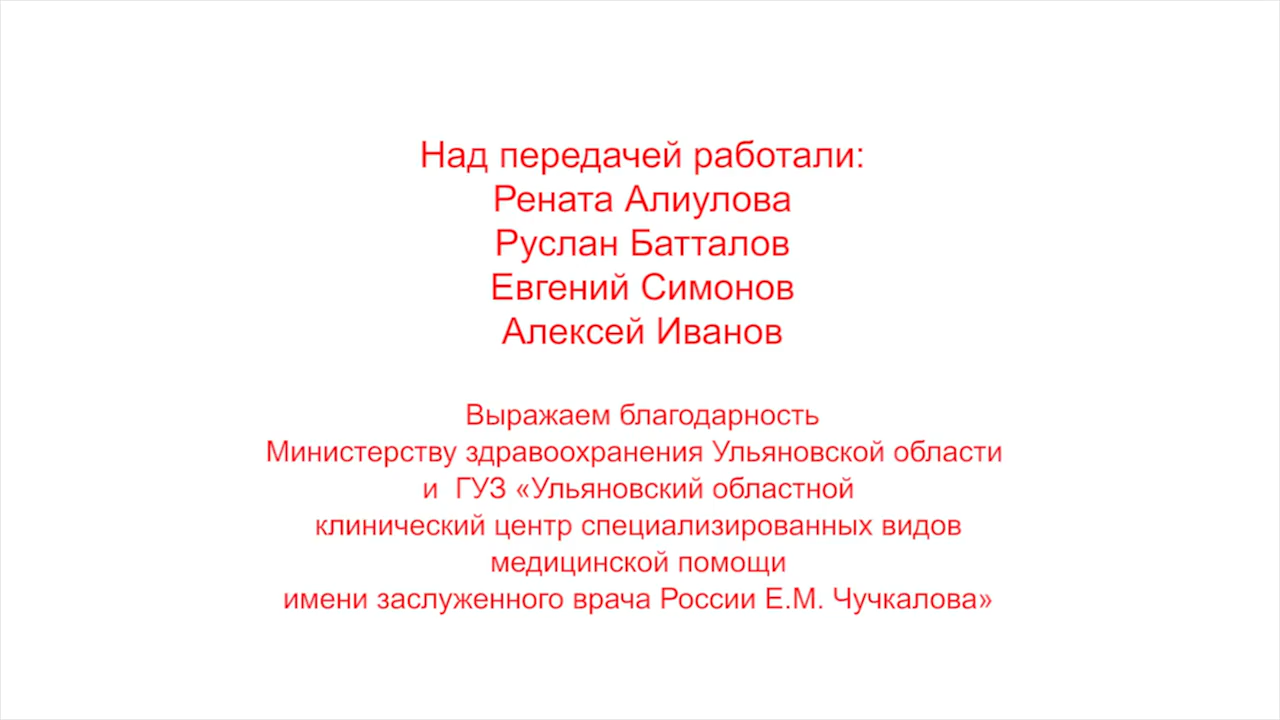 Над передачей работали:
Рената Алиулова
Руслан Батталов
Евгений Симонов
Алексей Иванов
Выражаем благодарность
Министерству здравоохранения Ульяновской области
и ГУЗ «Ульяновский областной
клинический центр специализированных видов
медицинской помощи
имени заслуженного врача России Е.М. Чучкалова»